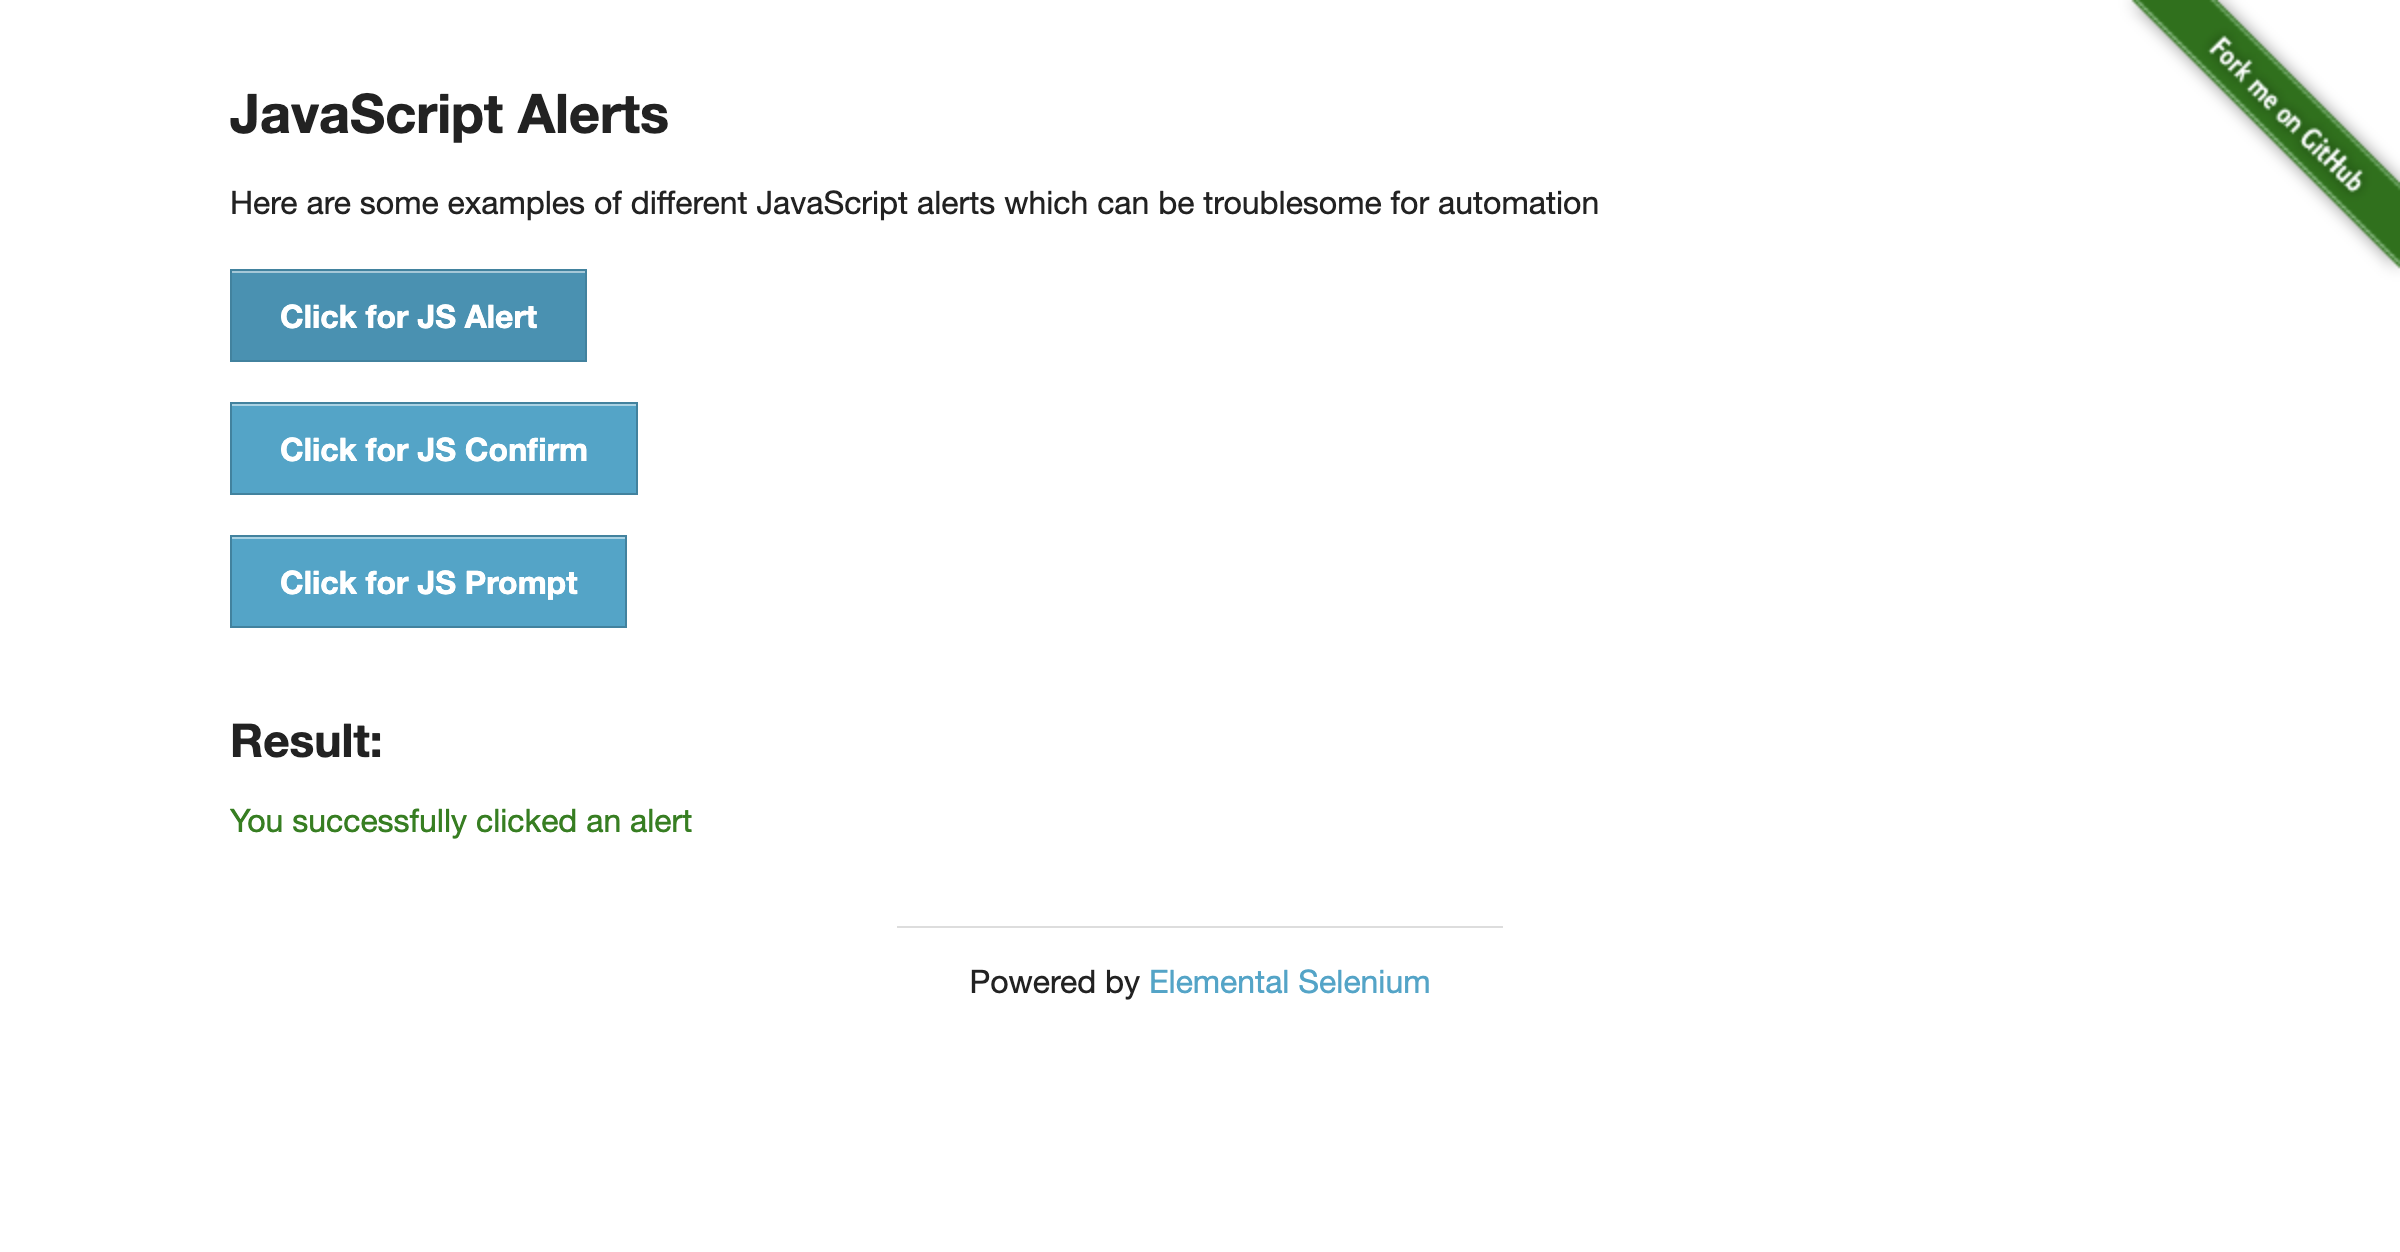 Fork me on GitHub
JavaScript Alerts
Here are some examples of different JavaScript alerts which can be troublesome for automation
Click for JS Alert
Click for JS Confirm
Click for JS Prompt
Result:
You successfully clicked an alert
Powered by Elemental Selenium